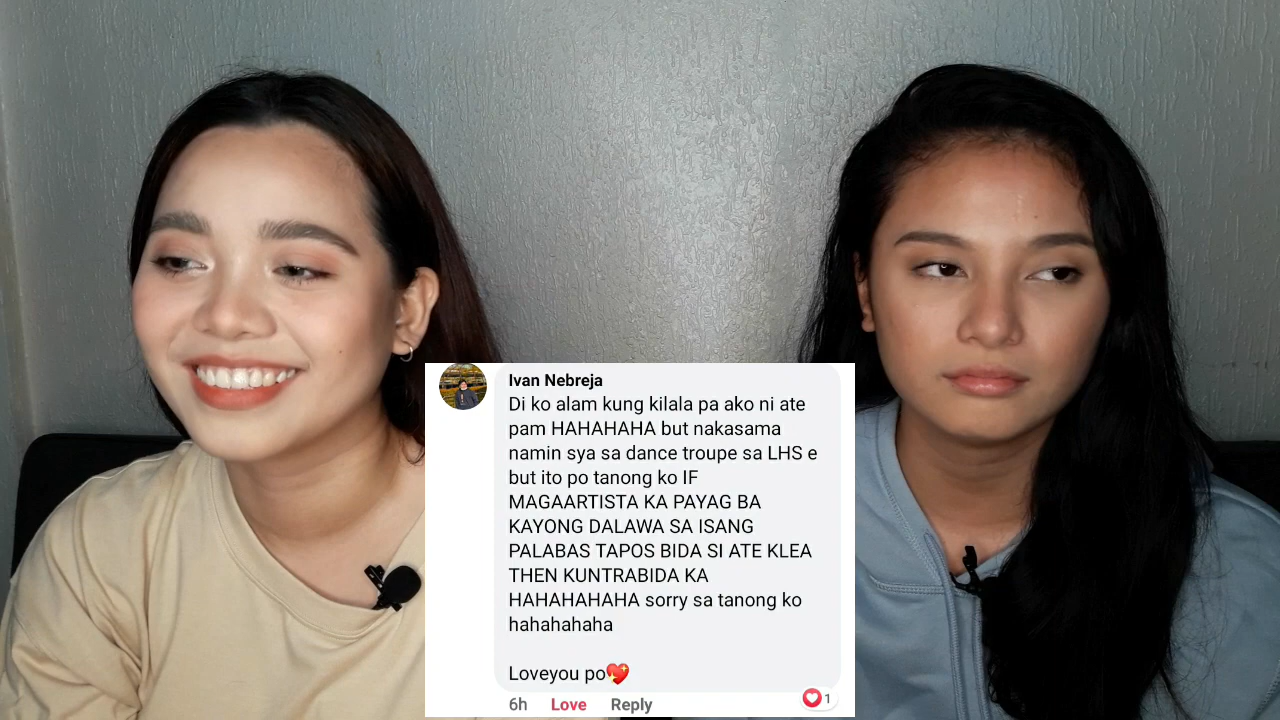 Ivan Nebreja
Di ko alam kung kilala pa ako ni ate
pam HAHAHAHA but nakasama
namin sya sa dance troupe sa LHS e
but ito po tanong ko IF
MAGAARTISTA KA PAYAG BA
KAYONG DALAWA SA ISANG
PALABAS TAPOS BIDA SI ATE KLEA
THEN KUNTRABIDA KA
HAHAHAHAHA sorry sa tanong ko
hahahahaha
Loveyou po💖
6h Love Reply 1